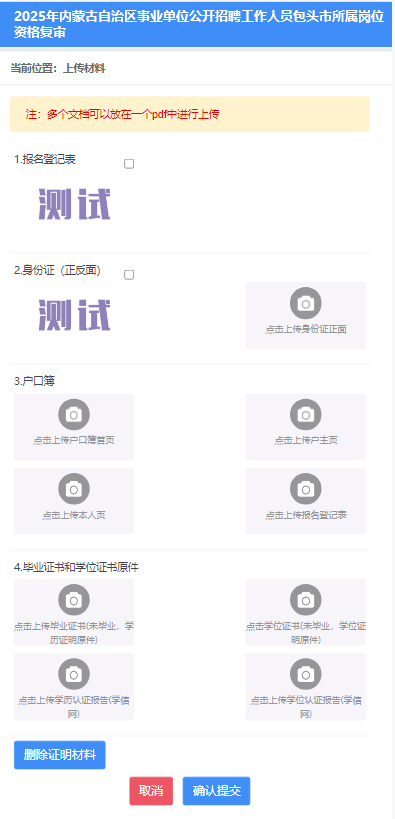 2025年内蒙古自治区事业单位公开招聘工作人员包头市所属岗位
资格复审
当前位置：上传材料
注：多个文档可以放在一个pdf中进行上传
1.报名登记表
测试
2.身份证（正反面）
测试
点击上传身份证正面
3.户口簿
点击上传户口簿首页
点击上传户主页
点击上传本人页
点击上传报名登记表
4.毕业证书和学位证书原件
点击上传毕业证书(未毕业，学
历证明原件)
点击学位证书(未毕业，学位证
明原件)
点击上传学历认证报告(学信
网)
点击上传学位认证报告(学信
网)
删除证明材料
取消
确认提交